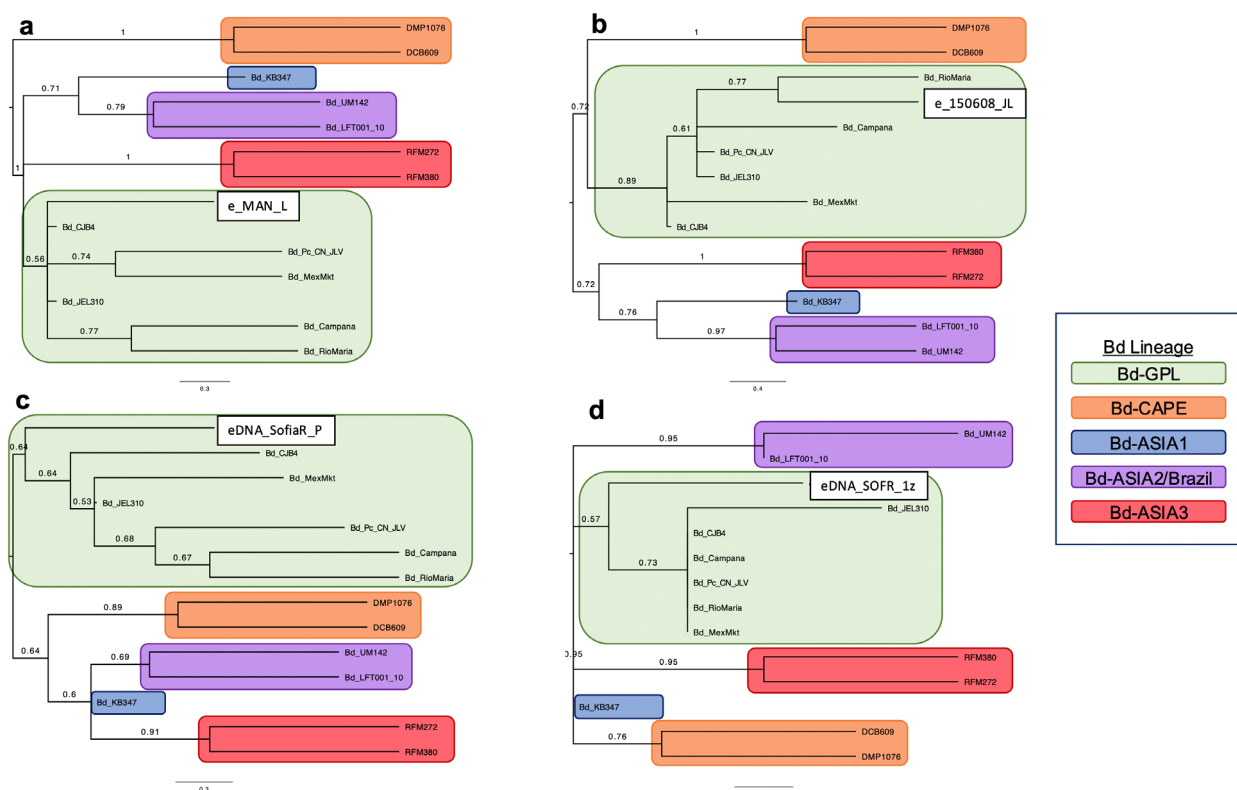 a
1
DMP1076
DCB609
0.71
Bd_KB347
0.79
Bd_UM142
Bd_LFT001_10
1
1
RFM272
RFM380
e_MAN_L
0.56
Bd_CJB4
0.74
Bd_Pc_CN_JLV
Bd_MexMkt
Bd_JEL310
0.77
Bd_Campana
Bd_RioMaria
0.3
b
1
DMP1076
DCB609
0.72
0.77
Bd_RioMaria
e_150608_JL
0.61
Bd_Campana
Bd_Pc_CN_JLV
Bd_JEL310
0.89
Bd_MexMkt
Bd_CJB4
1
RFM380
RFM272
0.72
0.76
Bd_KB347
0.97
Bd_LFT001_10
Bd_UM142
0.4
c
0.64
eDNA_SofiaR_P
0.64
Bd_CJB4
Bd_MexMkt
0.53
Bd_JEL310
0.68
Bd_Pc_CN_JLV
0.67
Bd_Campana
Bd_RioMaria
0.89
DMP1076
DCB609
0.64
0.69
Bd_UM142
Bd_LFT001_10
0.6
Bd_KB347
0.91
RFM272
RFM380
0.3
d
0.95
Bd_UM142
Bd_LFT001_10
eDNA_SOFR_1z
0.57
Bd_JEL310
Bd_CJB4
Bd_Campana
0.73
Bd_Pc_CN_JLV
Bd_RioMaria
Bd_MexMkt
0.95
0.95
RFM380
RFM272
Bd_KB347
0.76
DCB609
DMP1076
Bd Lineage
Bd-GPL
Bd-CAPE
Bd-ASIA1
Bd-ASIA2/Brazil
Bd-ASIA3